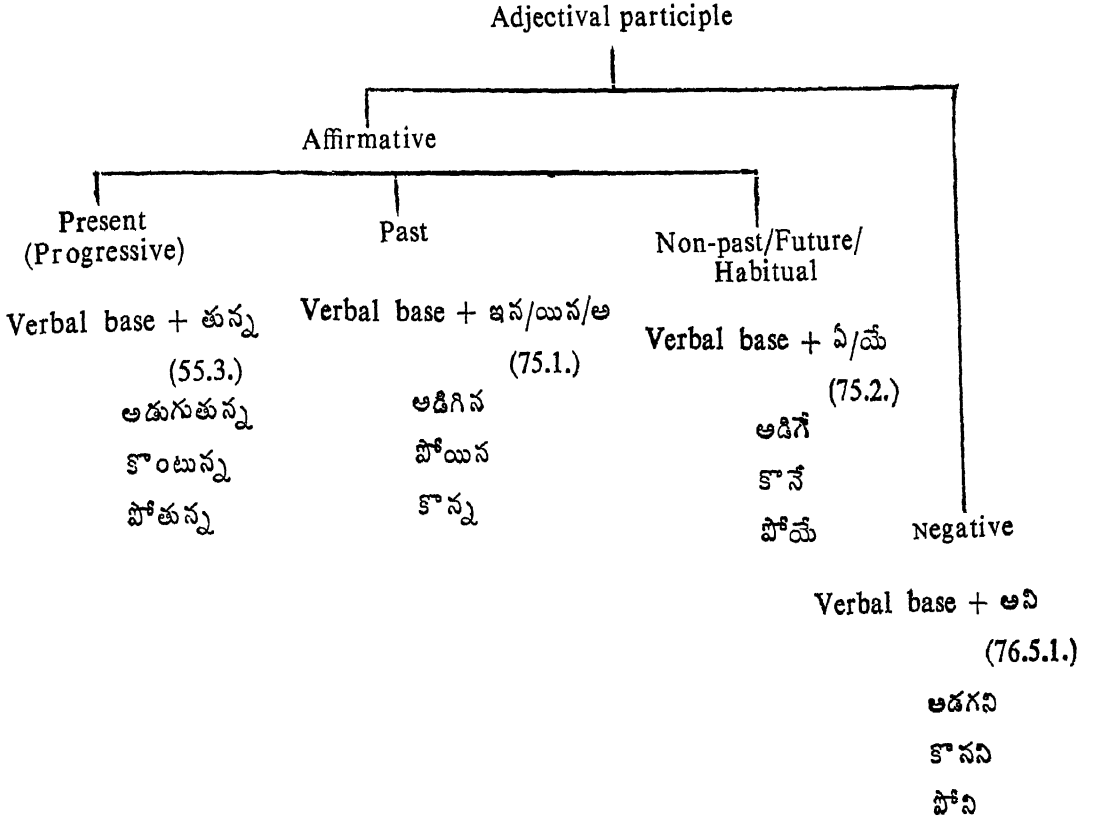 Adjectival participle
Affirmative
Present
(Progressive)
Verbal base + తున్న
(55.3.)
అడుగుతున్న
కొంటున్న
పోతున్న
Past
Verbal base + ఇన/యిన/అ
(75.1.)
అడిగిన
పోయిన
కొన్న
Non-past/Future/
Habitual
Verbal base + ఏ/యే
(75.2.)
అడిగే
కొనే
పోయే
Negative
Verbal base + అని
(76.5.1.)
అడగని
కొనని
పోని